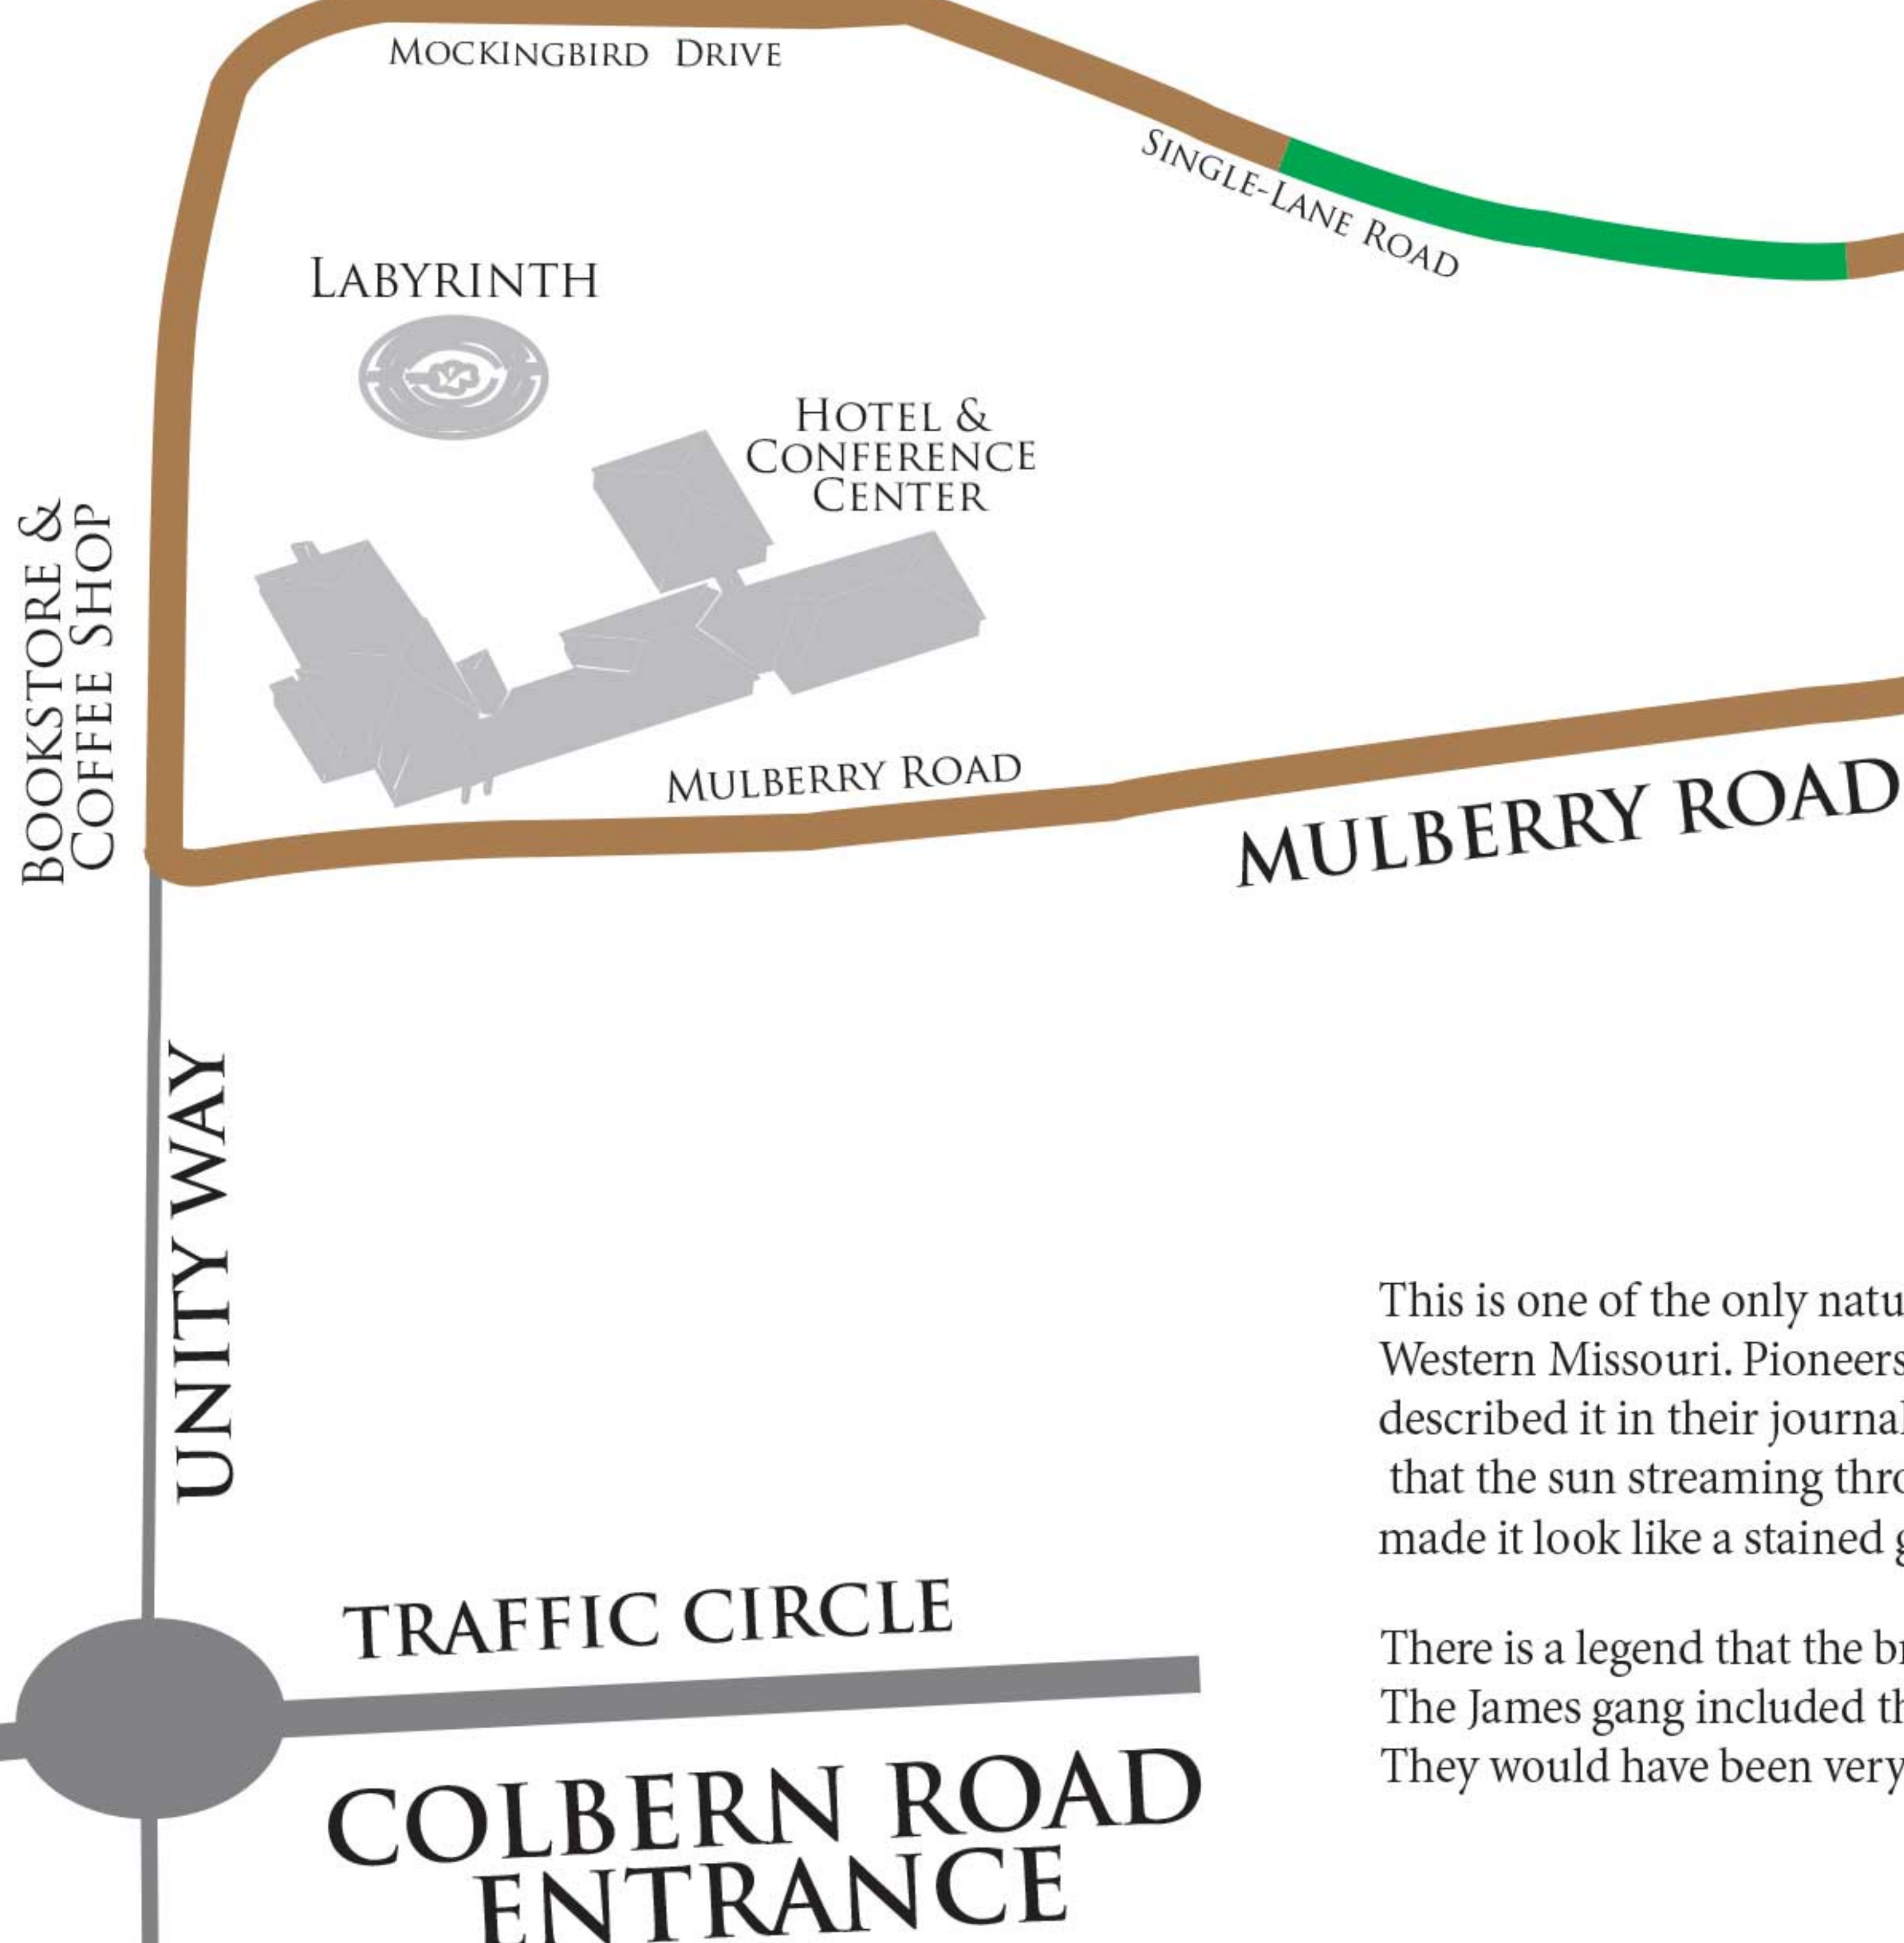 MOCKINGBIRD DRIVE
SINGLE-LANE ROAD
LABYRINTH
HOTEL &
CONFERENCE
CENTER
BOOKSTORE &
COFFEE SHOP
MULBERRY ROAD
MULBERRY ROAD
UNITY WAY
This is one of the only natu
Western Missouri. Pioneers
described it in their journal
that the sun streaming thro
made it look like a stained g
TRAFFIC CIRCLE
There is a legend that the br
The James gang included th
They would have been very
COLBERN ROAD
ENTRANCE